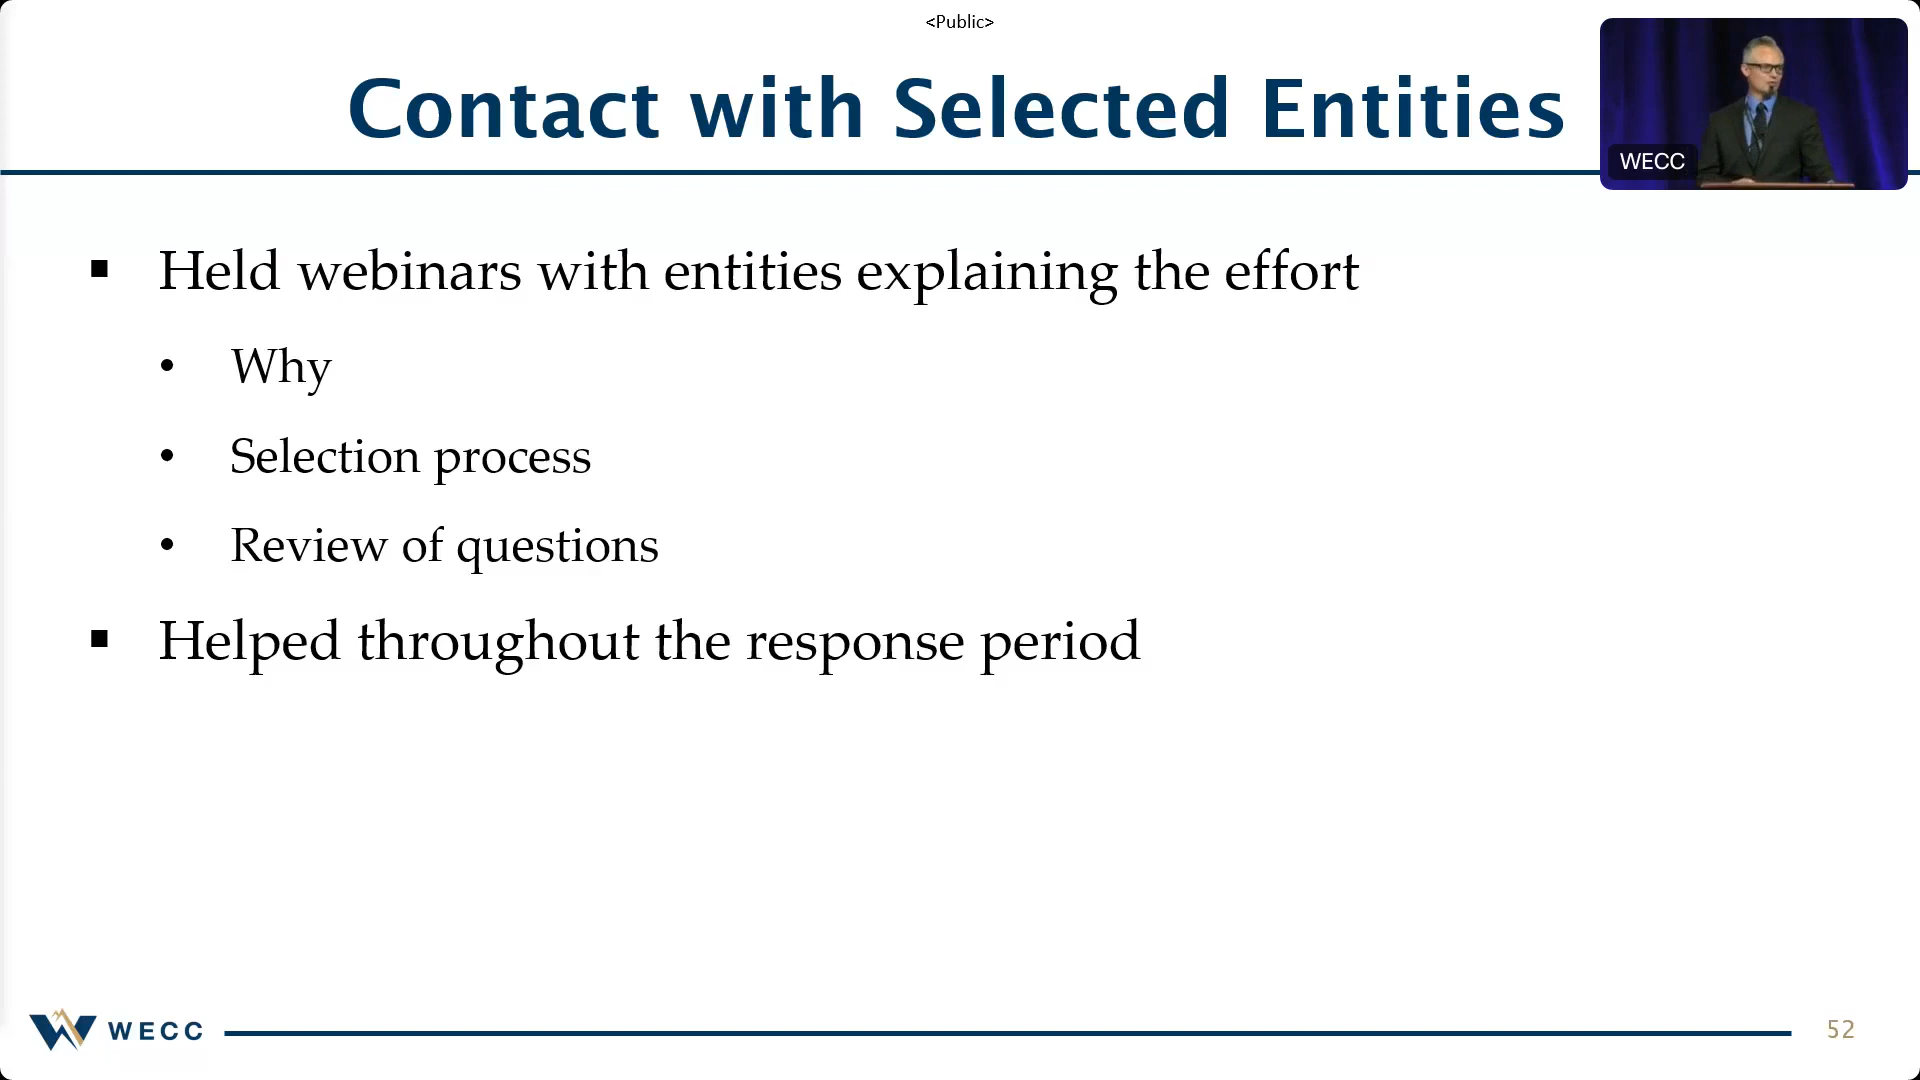 <Public>
Contact with Selected Entities
WECC
▪ Held webinars with entities explaining the effort
• Why
• Selection process
• Review of questions
▪ Helped throughout the response period
WECC
52